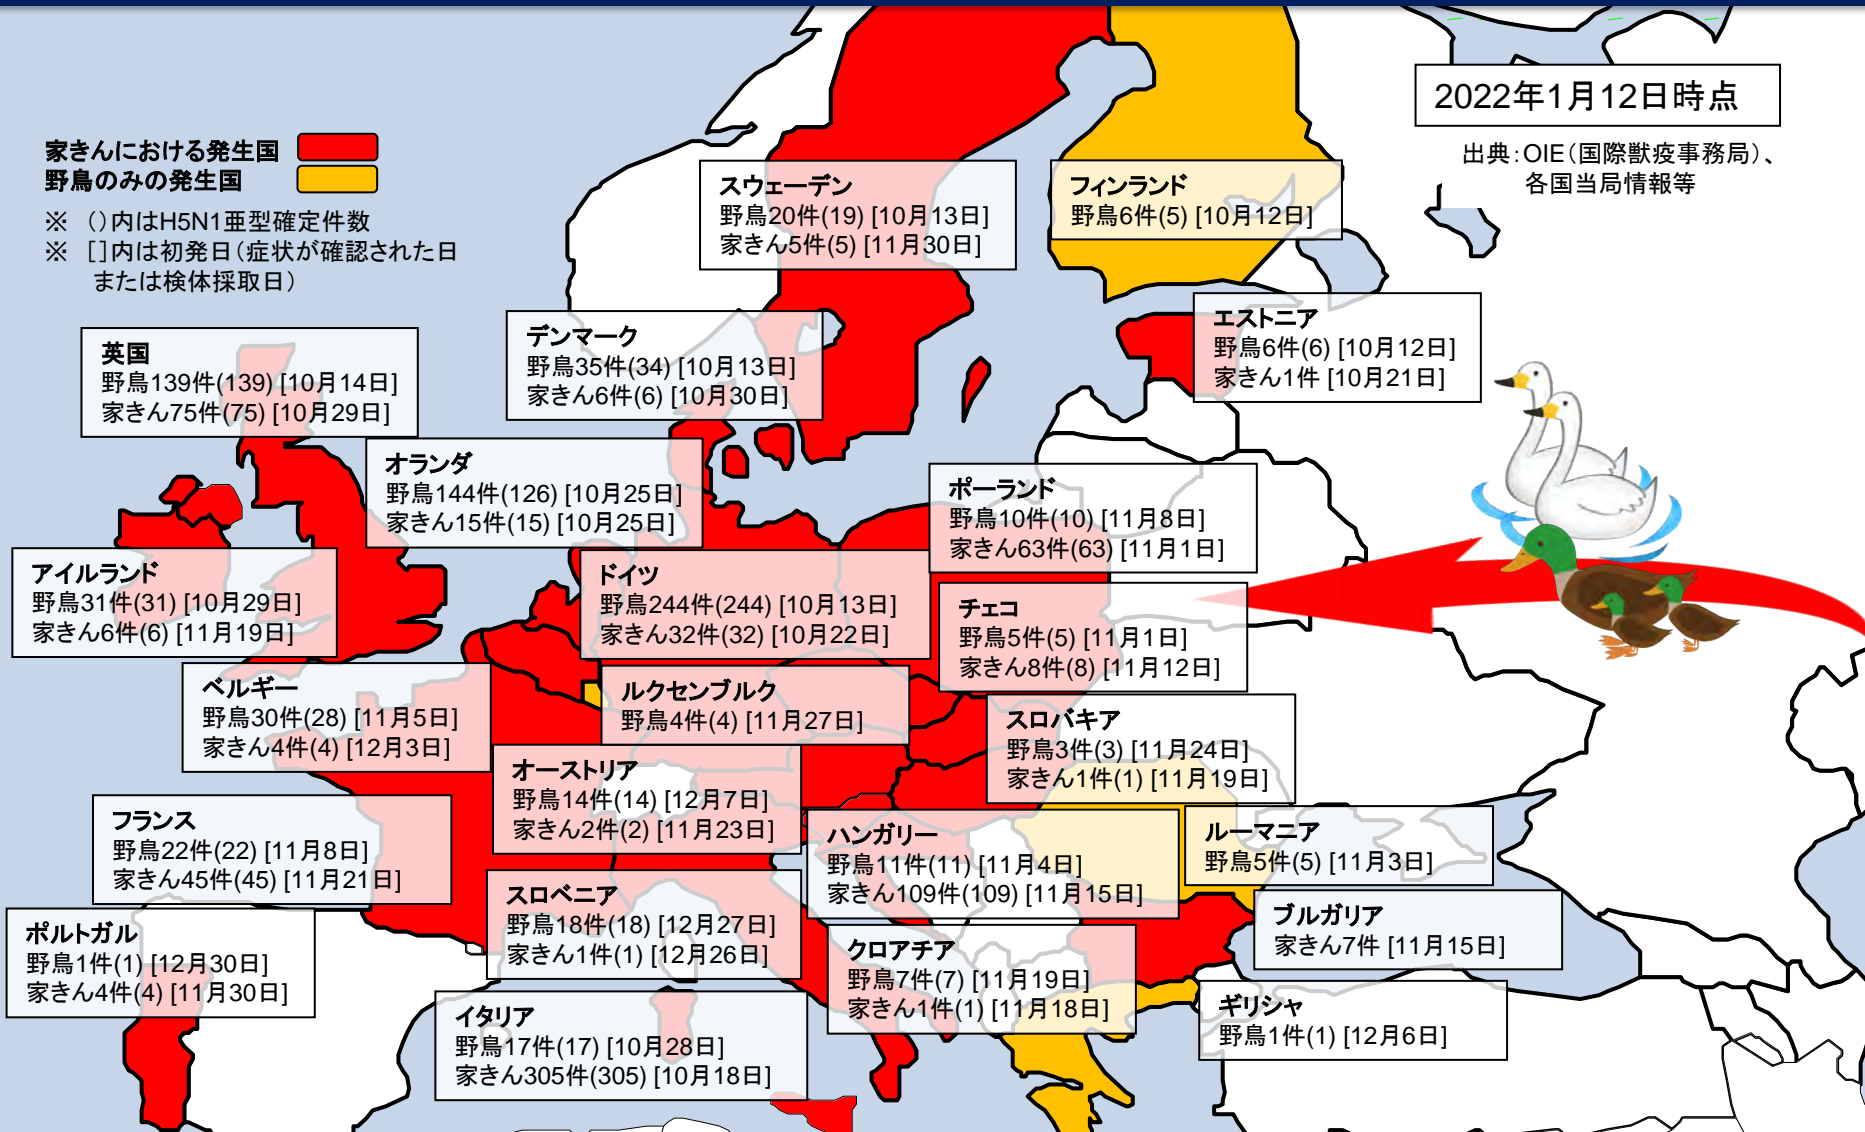 2022年1月12日時点
出典：OIE（国際獣疫事務局）、
各国当局情報等
家きんにおける発生国
野鳥のみの発生国
※ （）内はH5N1亜型確定件数
※ []内は初発日（症状が確認された日
または検体採取日）
スウェーデン
野鳥20件(19) [10月13日]
家きん5件(5) [11月30日]
フィンランド
野鳥6件(5) [10月12日]
エストニア
野鳥6件(6) [10月12日]
家きん1件 [10月21日]
デンマーク
野鳥35件(34) [10月13日]
家きん6件(6) [10月30日]
英国
野鳥139件(139) [10月14日]
家きん75件(75) [10月29日]
オランダ
野鳥144件(126) [10月25日]
家きん15件(15) [10月25日]
ポーランド
野鳥10件(10) [11月8日]
家きん63件(63) [11月1日]
アイルランド
野鳥31件(31) [10月29日]
家きん6件(6) [11月19日]
ドイツ
野鳥244件(244) [10月13日]
家きん32件(32) [10月22日]
チェコ
野鳥5件(5) [11月1日]
家きん8件(8) [11月12日]
ベルギー
野鳥30件(28) [11月5日]
家きん4件(4) [12月3日]
ルクセンブルク
野鳥4件(4) [11月27日]
スロバキア
野鳥3件(3) [11月24日]
家きん1件(1) [11月19日]
オーストリア
野鳥14件(14) [12月7日]
家きん2件(2) [11月23日]
フランス
野鳥22件(22) [11月8日]
家きん45件(45) [11月21日]
ハンガリー
野鳥11件(11) [11月4日]
家きん109件(109) [11月15日]
ルーマニア
野鳥5件(5) [11月3日]
スロベニア
野鳥18件(18) [12月27日]
家きん1件(1) [12月26日]
ブルガリア
家きん7件 [11月15日]
ポルトガル
野鳥1件(1) [12月30日]
家きん4件(4) [11月30日]
クロアチア
野鳥7件(7) [11月19日]
家きん1件(1) [11月18日]
ギリシャ
野鳥1件(1) [12月6日]
イタリア
野鳥17件(17) [10月28日]
家きん305件(305) [10月18日]